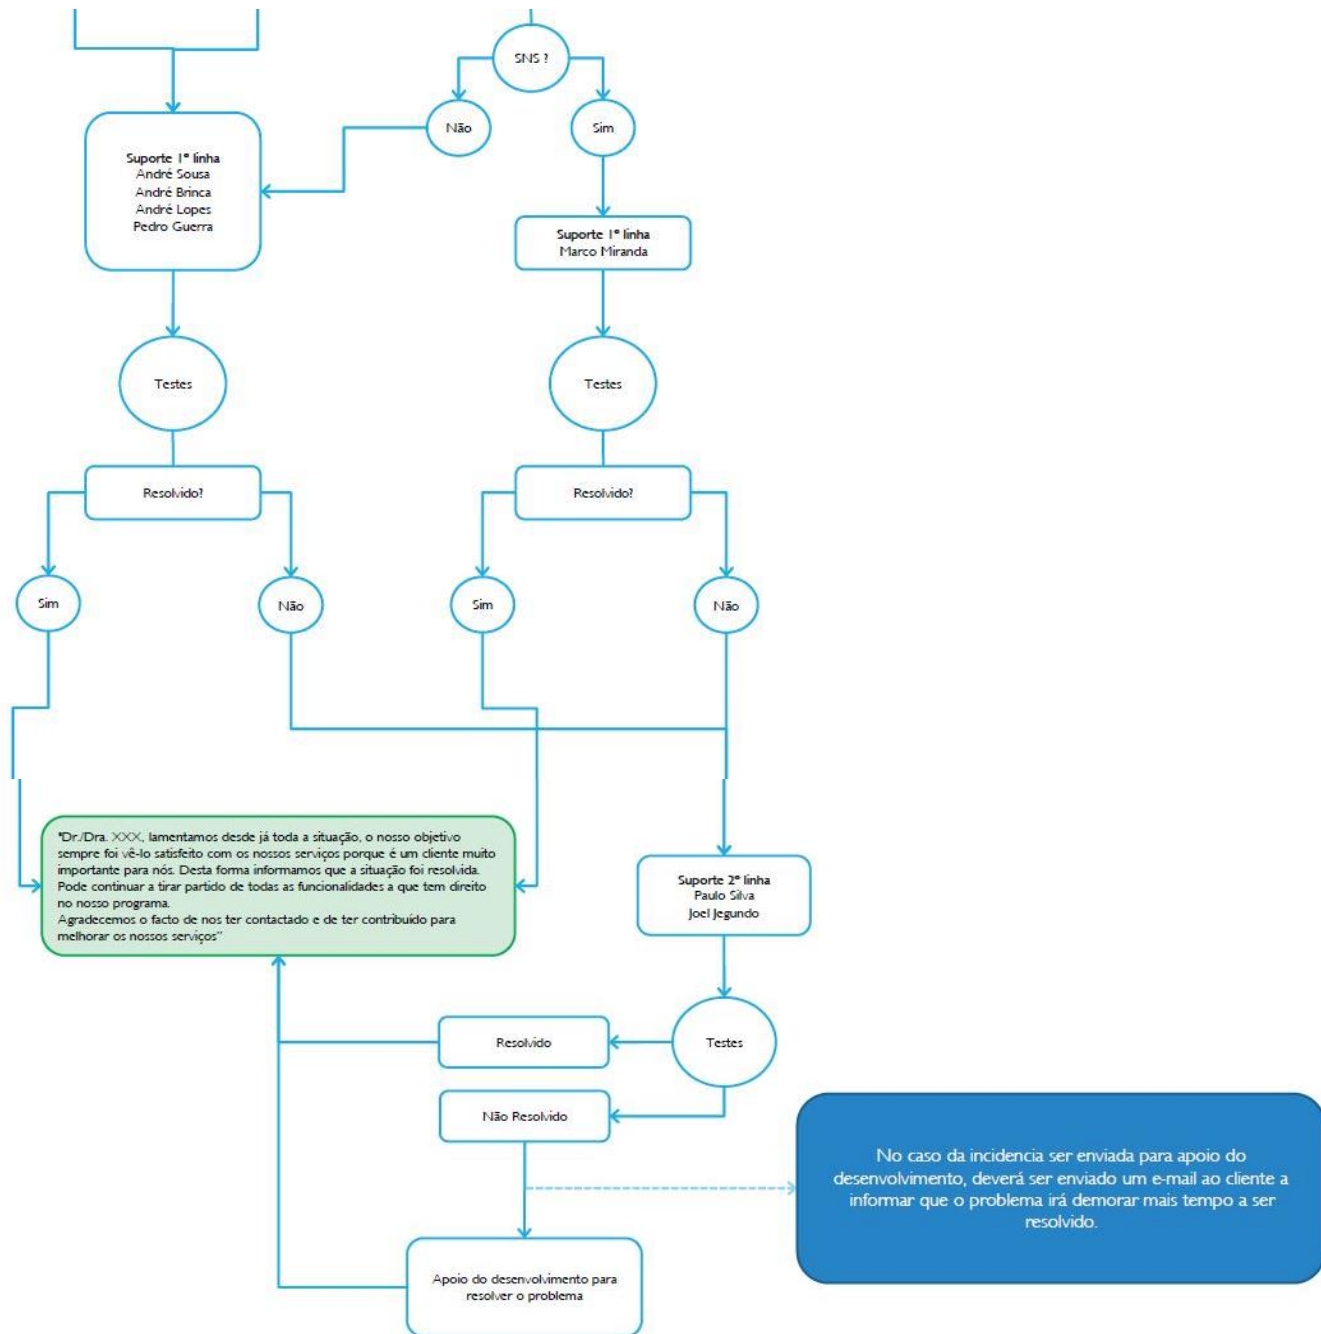 SNS ?
Não
Sim
Suporte 1ª linha
André Sousa
André Brinca
André Lopes
Pedro Guerra
Suporte 1ª linha
Marco Miranda
Testes
Testes
Resolvido?
Resolvido?
Sim
Não
Sim
Não
"Dr./Dra. XXX, lamentamos desde já toda a situação, o nosso objetivo
sempre foi vê-lo satisfeito com os nossos serviços porque é um cliente muito
importante para nós. Desta forma informamos que a situação foi resolvida.
Pode continuar a tirar partido de todas as funcionalidades a que tem direito
no nosso programa.
Agradecemos o facto de nos ter contactado e de ter contribuído para
melhorar os nossos serviços"
Suporte 2ª linha
Paulo Silva
Joel Jegundo
Resolvido
Testes
Não Resolvido
No caso da incidencia ser enviada para apoio do
desenvolvimento, deverá ser enviado um e-mail ao cliente a
informar que o problema irá demorar mais tempo a ser
resolvido.
Apoio do desenvolvimento para
resolver o problema